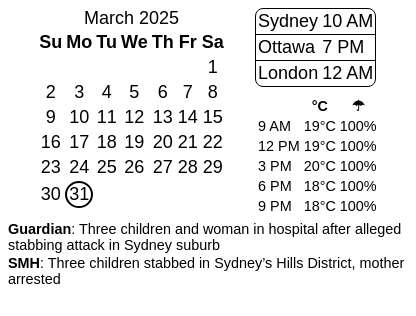 March 2025
Su Mo Tu We Th Fr Sa
1
2 3 4 5 6 7 8
9 10 11 12 13 14 15
16 17 18 19 20 21 22
23 24 25 26 27 28 29
30 31
Sydney 10 AM
Ottawa 7 PM
London 12 AM
°C ☂
9 AM 19°C 100%
12 PM 19°C 100%
3 PM 20°C 100%
6 PM 18°C 100%
9 PM 18°C 100%
Guardian: Three children and woman in hospital after alleged
stabbing attack in Sydney suburb
SMH: Three children stabbed in Sydney’s Hills District, mother
arrested